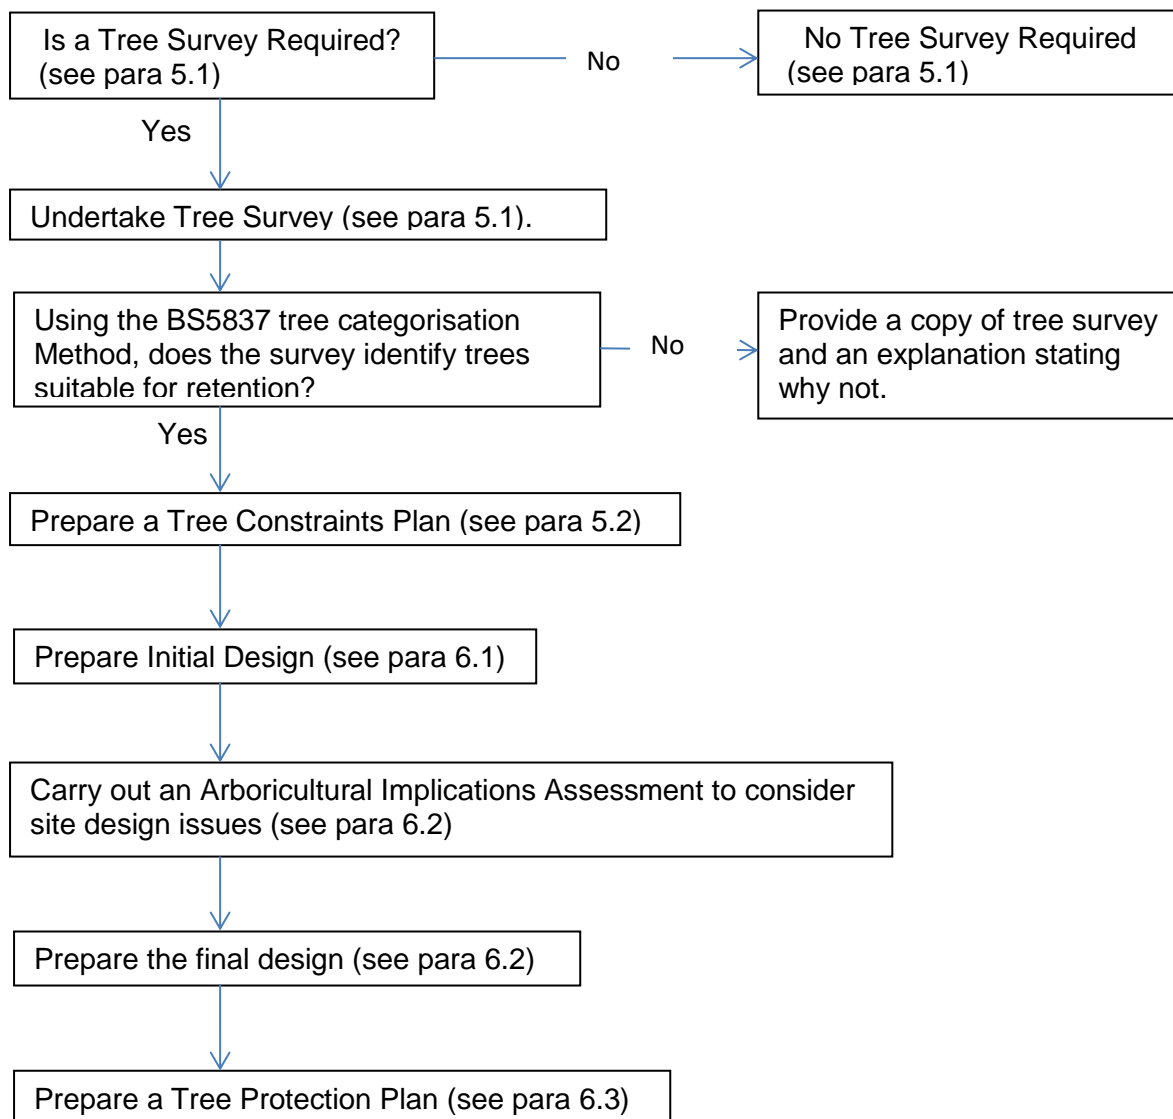 Is a Tree Survey Required?
(see para 5.1)
No
No Tree Survey Required
(see para 5.1)
Yes
Undertake Tree Survey (see para 5.1).
Using the BS5837 tree categorisation
Method, does the survey identify trees
suitable for retention?
No
Provide a copy of tree survey
and an explanation stating
why not.
Yes
Prepare a Tree Constraints Plan (see para 5.2)
Prepare Initial Design (see para 6.1)
Carry out an Arboricultural Implications Assessment to consider
site design issues (see para 6.2)
Prepare the final design (see para 6.2)
Prepare a Tree Protection Plan (see para 6.3)